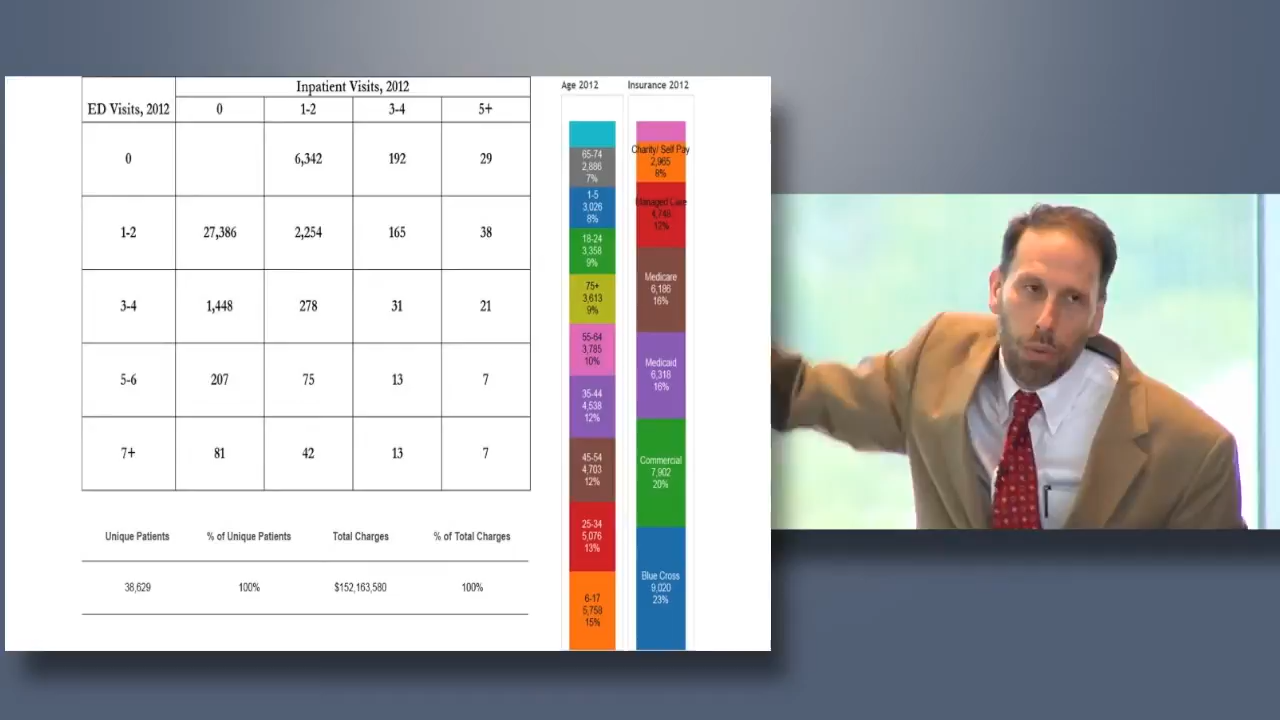 Inpatient Visits, 2012
ED Visits, 2012 0 1-2 3-4 5+
0 6,342 192 29
1-2 27,386 2,254 165 38
3-4 1,448 278 31 21
5-6 207 75 13 7
7+ 81 42 13 7
Unique Patients % of Unique Patients Total Charges % of Total Charges
38,629 100% $152,163,580 100%
Age 2012
65-74
2,886
7%
1-5
3,026
8%
18-24
3,358
9%
75+
3,613
9%
55-64
3,785
10%
35-44
4,538
12%
45-54
4,703
12%
25-34
5,076
13%
6-17
5,758
15%
Insurance 2012
Charity/ Self Pay
2,965
8%
Managed Care
4,748
12%
Medicare
6,186
16%
Medicaid
6,318
16%
Commercial
7,902
20%
Blue Cross
9,020
23%